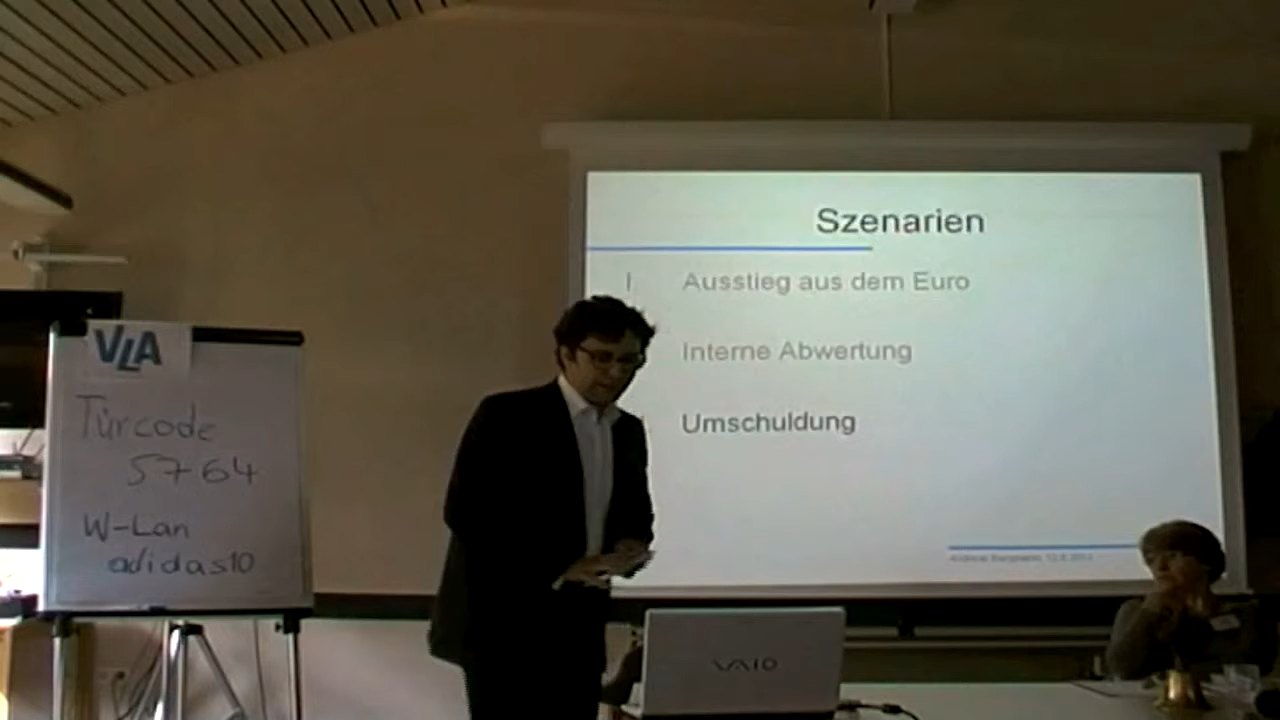 VLA
Türcode
5764
W-Lan
adidas10
Szenarien
I Ausstieg aus dem Euro
Interne Abwertung
Umschuldung
VAIO